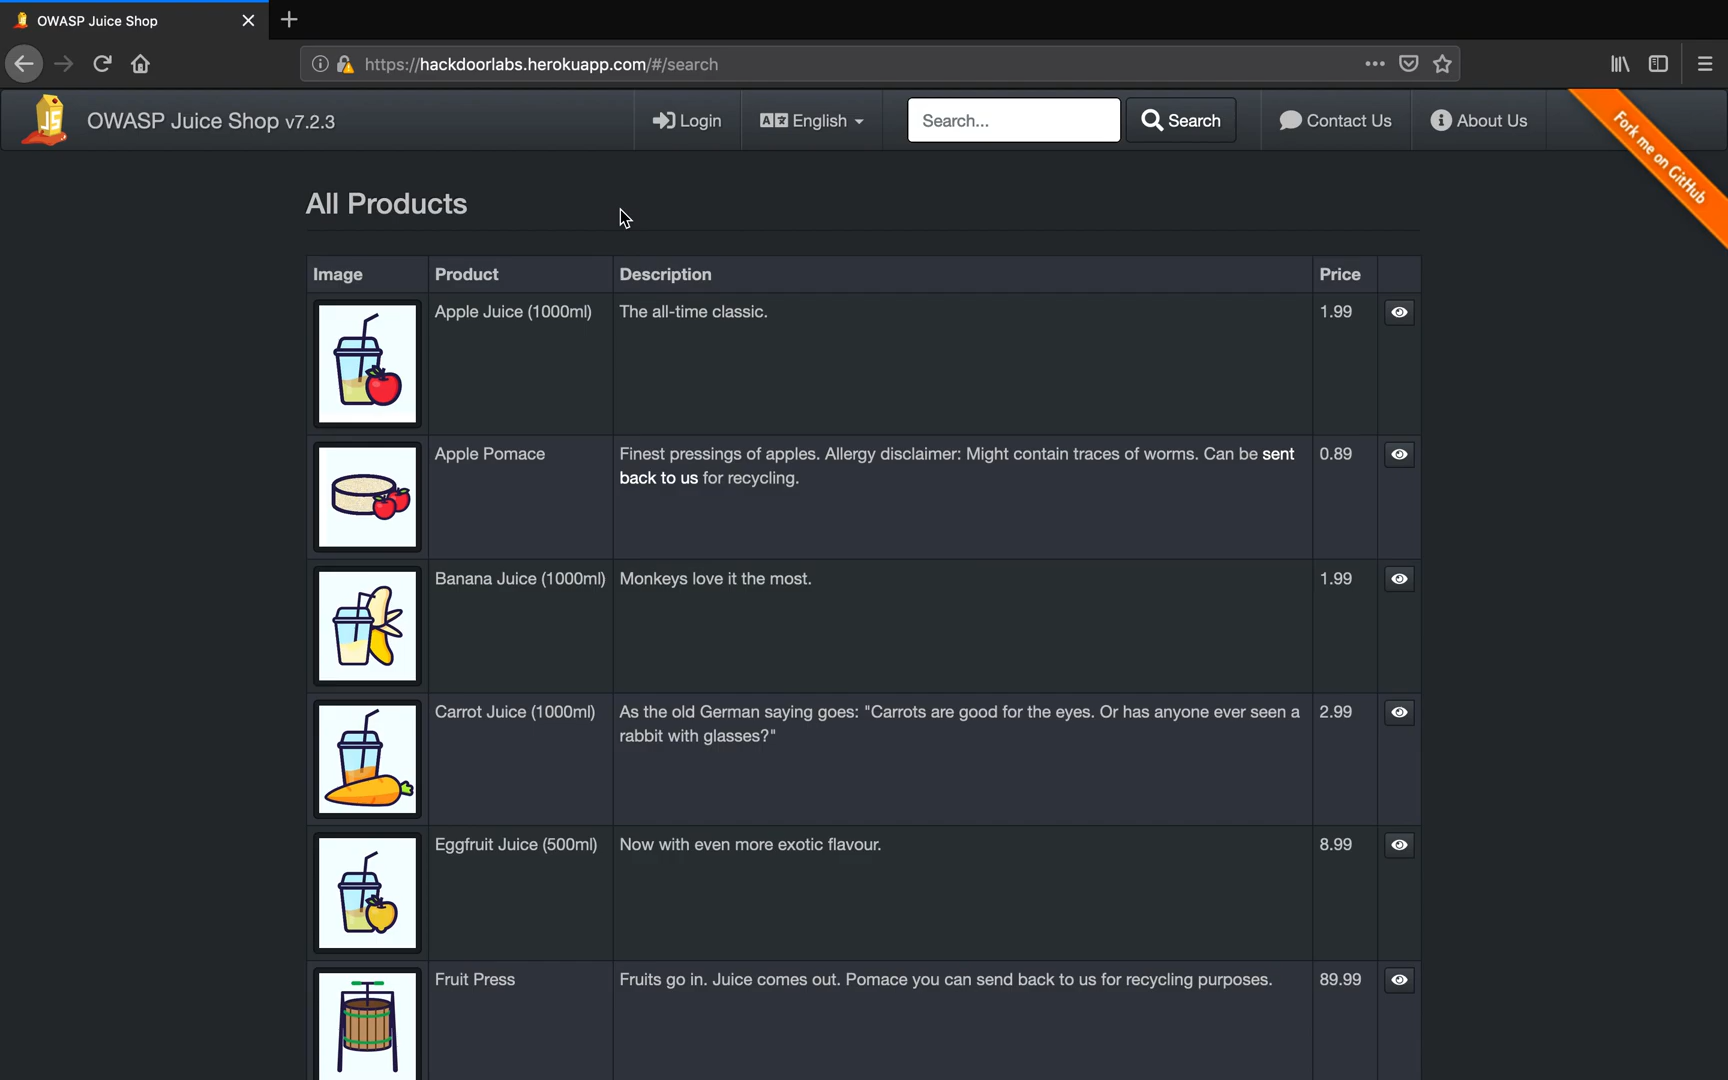 OWASP Juice Shop
https://hackdoorlabs.herokuapp.com/#/search
JS
OWASP Juice Shop v7.2.3
Login
English
Search...
Search
Contact Us
About Us
Fork me on GitHub
All Products
Image Product Description Price
Apple Juice (1000ml) The all-time classic. 1.99
Apple Pomace Finest pressings of apples. Allergy disclaimer: Might contain traces of worms. Can be sent 0.89
back to us for recycling.
Banana Juice (1000ml) Monkeys love it the most. 1.99
Carrot Juice (1000ml) As the old German saying goes: "Carrots are good for the eyes. Or has anyone ever seen a 2.99
rabbit with glasses?"
Eggfruit Juice (500ml) Now with even more exotic flavour. 8.99
Fruit Press Fruits go in. Juice comes out. Pomace you can send back to us for recycling purposes. 89.99